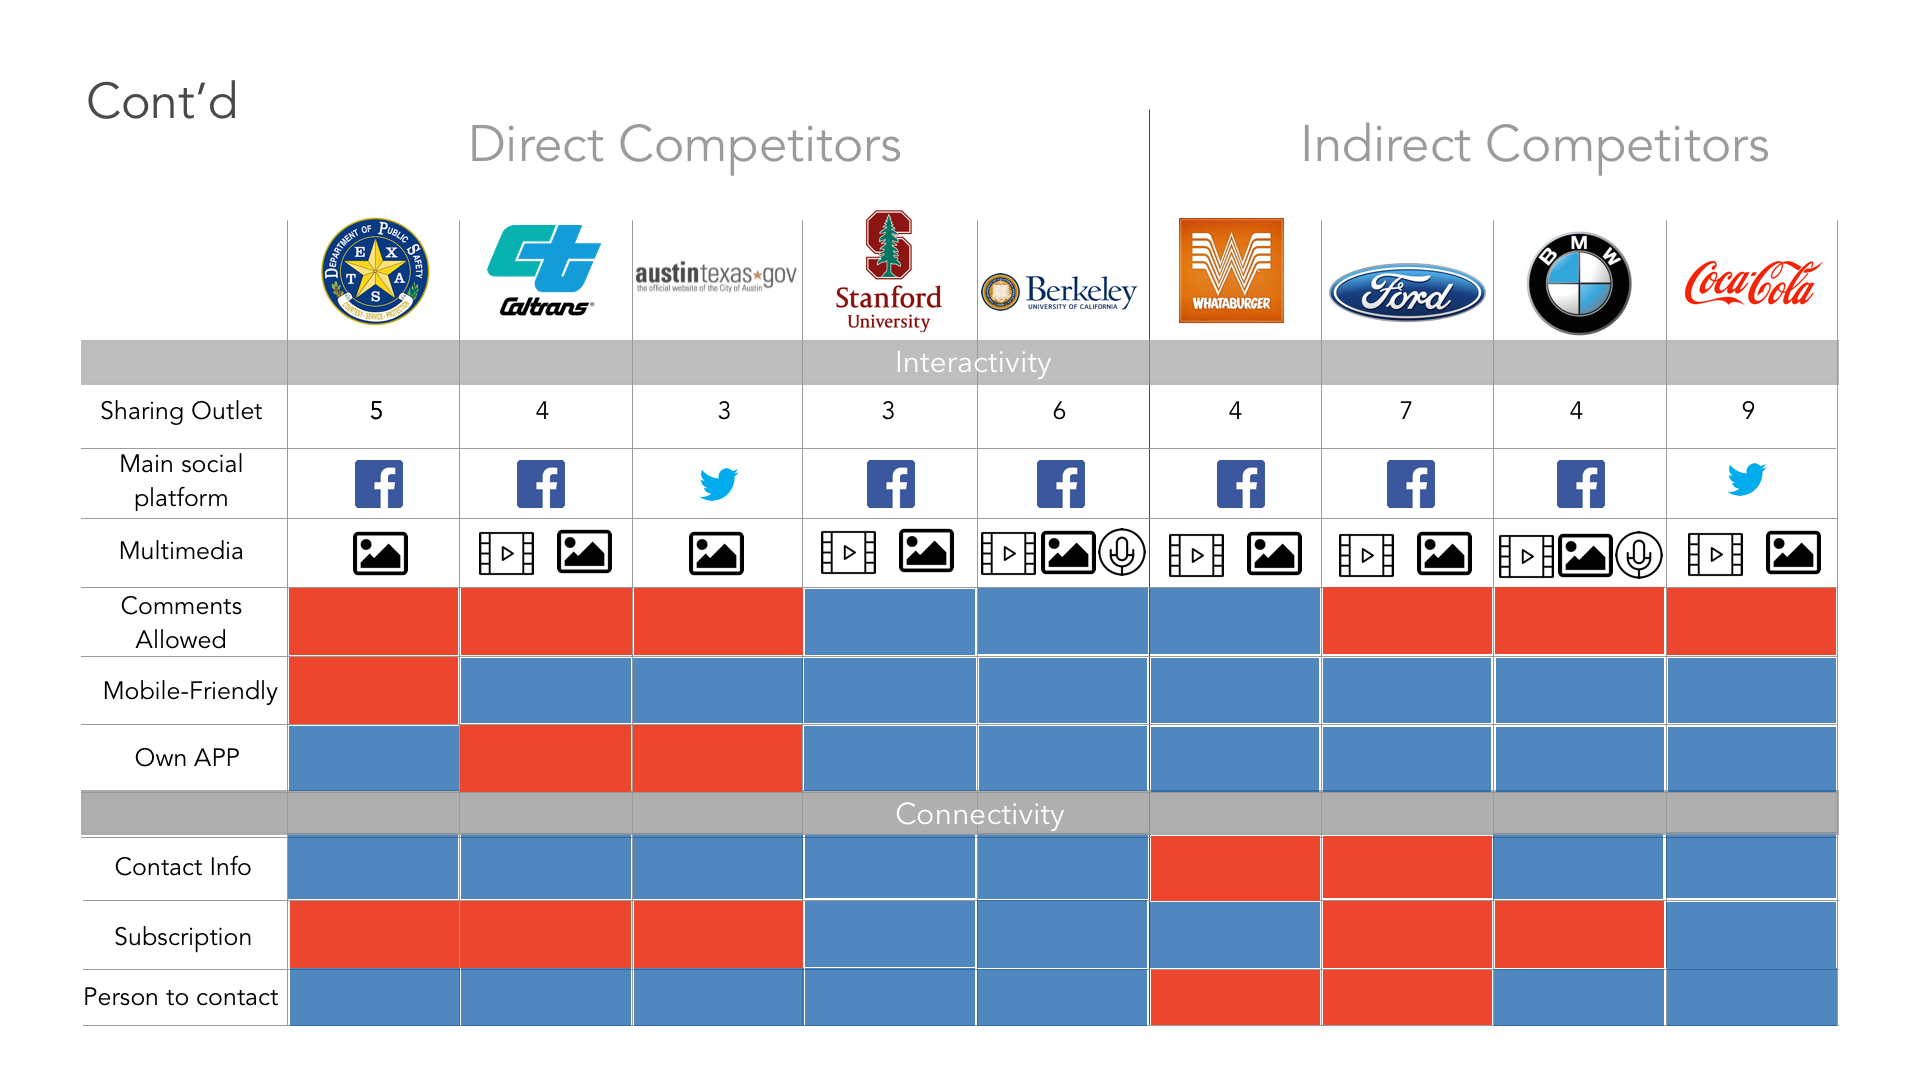 Cont’d
Direct Competitors
Indirect Competitors
DEPARTMENT OF PUBLIC SAFETY
TEXAS
COURTESY · SERVICE · PROTECTION
Caltrans
austintexas★gov
the official website of the City of Austin
S
Stanford
University
Berkeley
UNIVERSITY OF CALIFORNIA
W
WHATABURGER
Ford
BMW
Coca-Cola
Interactivity
Sharing Outlet 5 4 3 3 6 4 7 4 9
Main social
platform
Multimedia
Comments
Allowed
Mobile-Friendly
Own APP
Connectivity
Contact Info
Subscription
Person to contact